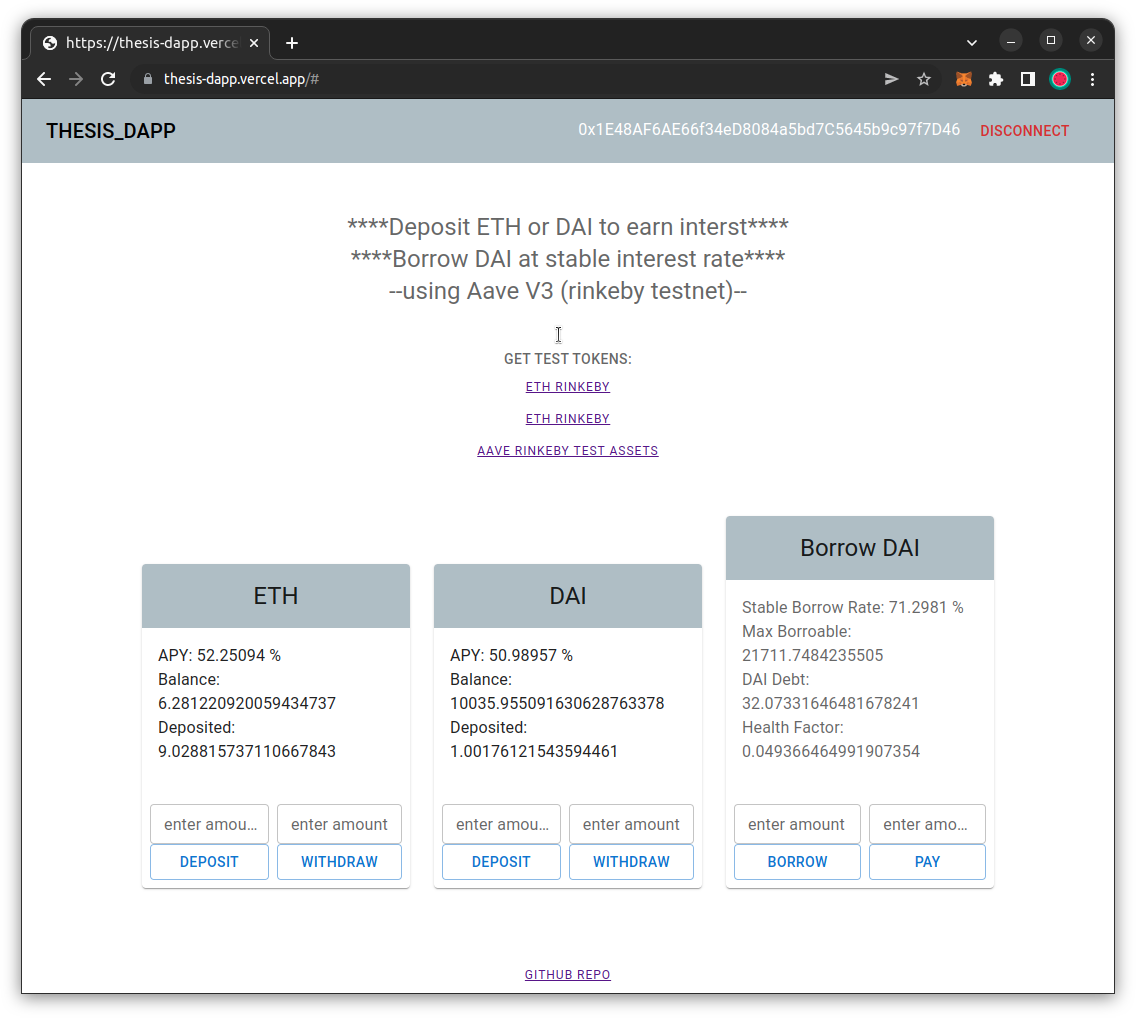 https://thesis-dapp.verce
thesis-dapp.vercel.app/#
THESIS_DAPP
0x1E48AF6AE66f34eD8084a5bd7C5645b9c97f7D46
DISCONNECT
****Deposit ETH or DAI to earn interst****
****Borrow DAI at stable interest rate****
--using Aave V3 (rinkeby testnet)--
GET TEST TOKENS:
ETH RINKEBY
ETH RINKEBY
AAVE RINKEBY TEST ASSETS
ETH
APY: 52.25094 %
Balance:
6.281220920059434737
Deposited:
9.028815737110667843
enter amou...
enter amount
DEPOSIT
WITHDRAW
DAI
APY: 50.98957 %
Balance:
10035.955091630628763378
Deposited:
1.00176121543594461
enter amou...
enter amount
DEPOSIT
WITHDRAW
Borrow DAI
Stable Borrow Rate: 71.2981 %
Max Borroable:
21711.7484235505
DAI Debt:
32.07331646481678241
Health Factor:
0.049366464991907354
enter amount
enter amo...
BORROW
PAY
GITHUB REPO